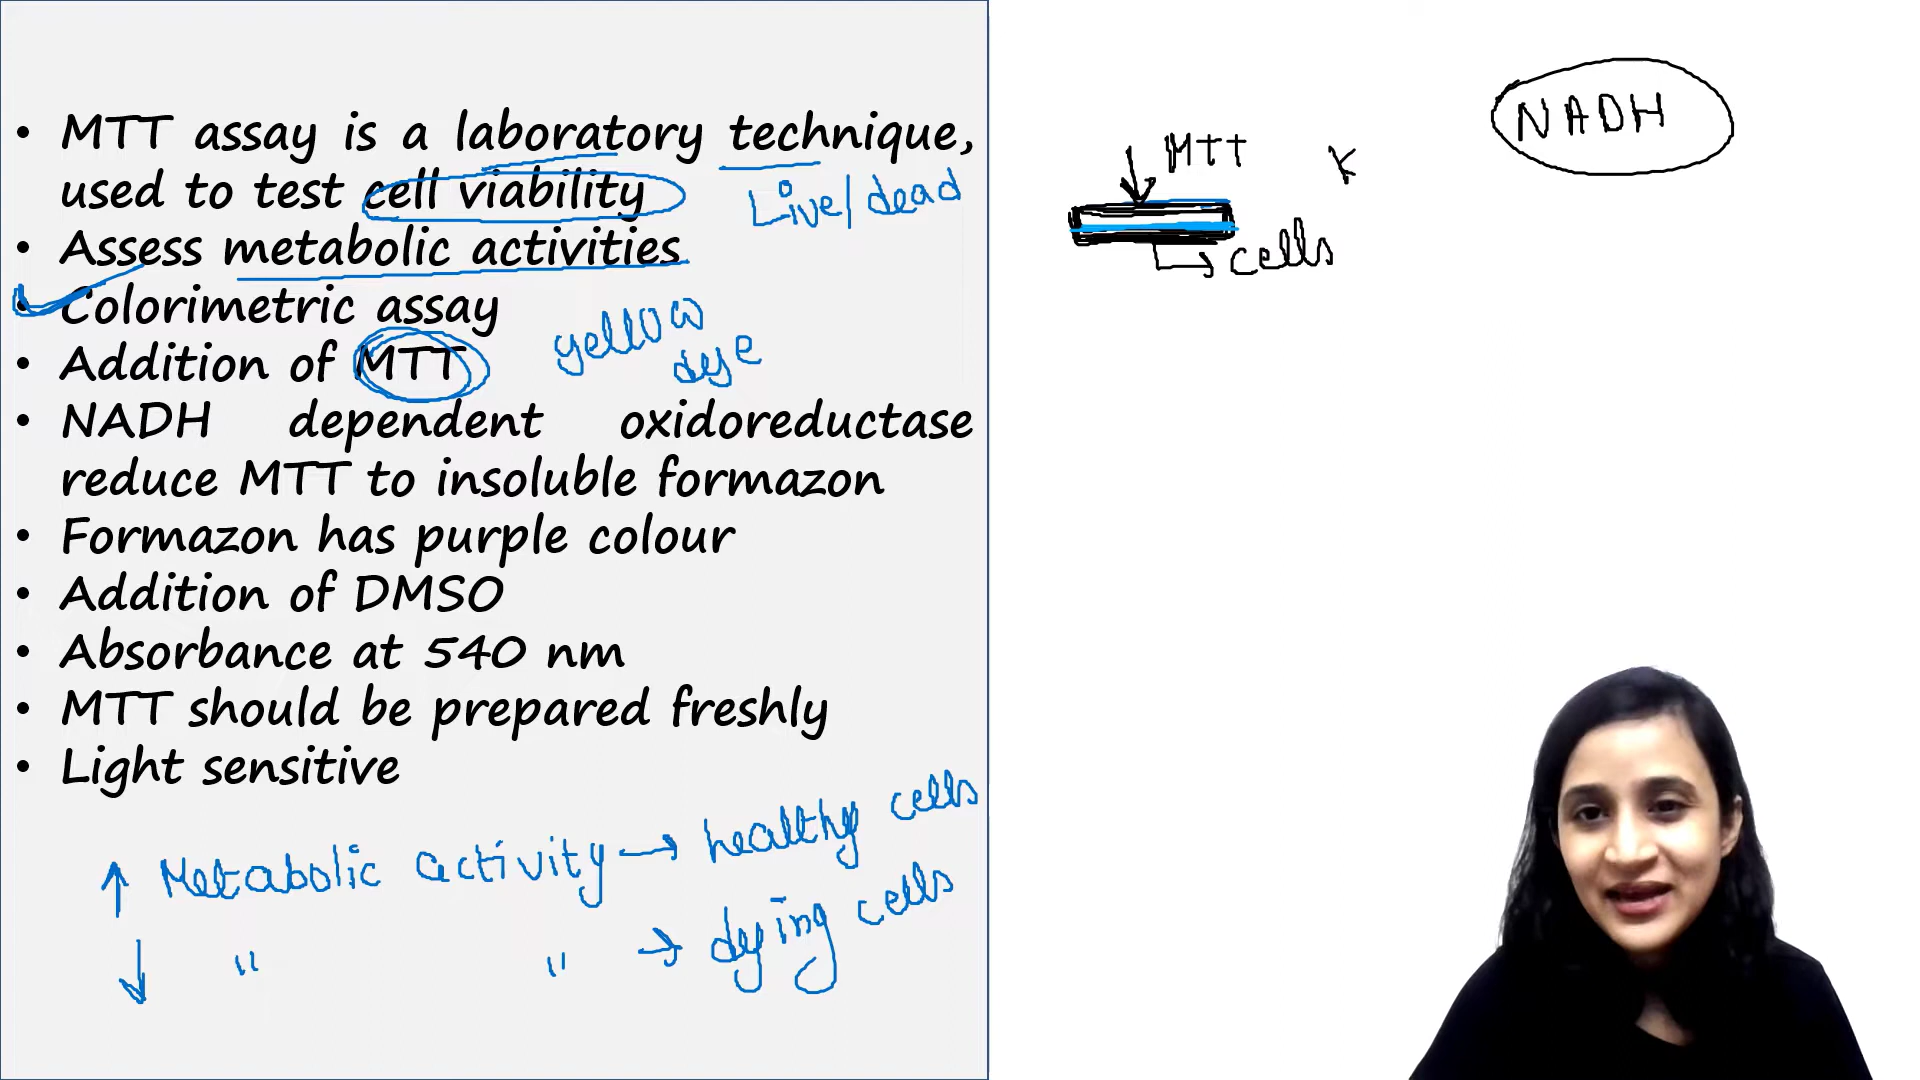 • MTT assay is a laboratory technique,
used to test cell viability
Live/dead
• Assess metabolic activities
• Colorimetric assay
• Addition of MTT
yellow
dye
• NADH dependent oxidoreductase
reduce MTT to insoluble formazon
• Formazon has purple colour
• Addition of DMSO
• Absorbance at 540 nm
• MTT should be prepared freshly
• Light sensitive
↑ Metabolic activity → healthy cells
↓ " " → dying cells
NADH
MTT
cells